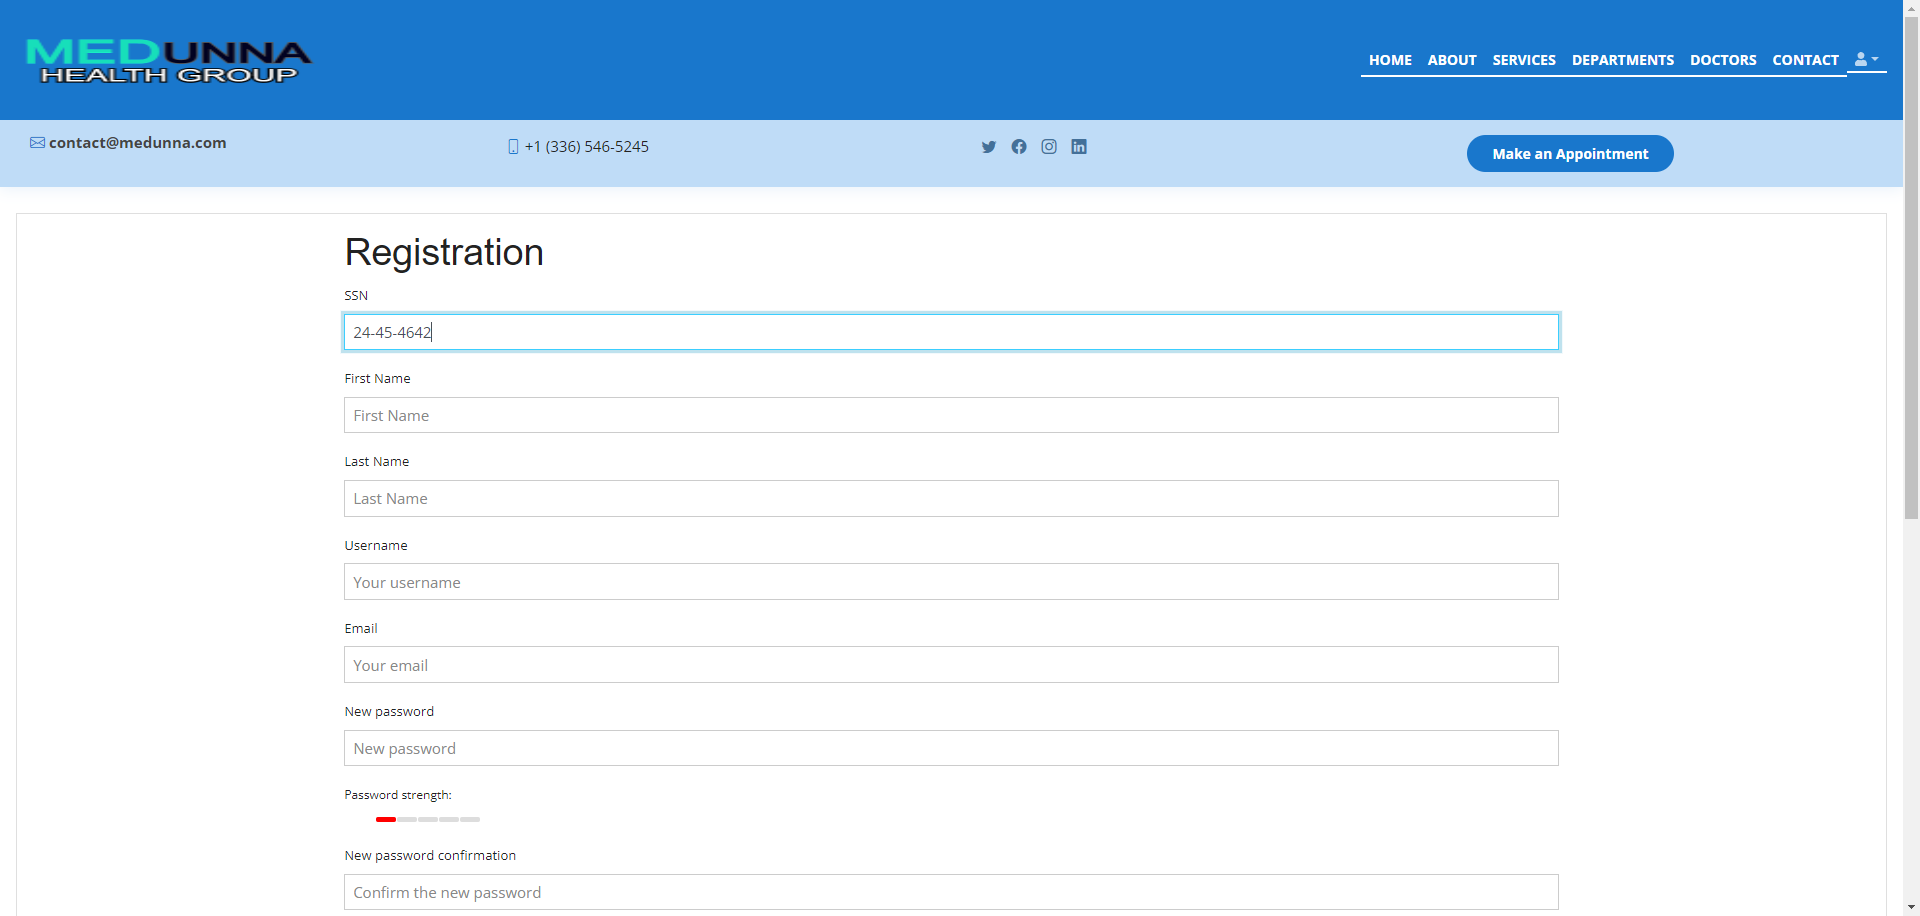 MEDUNNA
HEALTH GROUP
HOME ABOUT SERVICES DEPARTMENTS DOCTORS CONTACT
contact@medunna.com
+1 (336) 546-5245
Make an Appointment
Registration
SSN
24-45-4642
First Name
First Name
Last Name
Last Name
Username
Your username
Email
Your email
New password
New password
Password strength:
New password confirmation
Confirm the new password